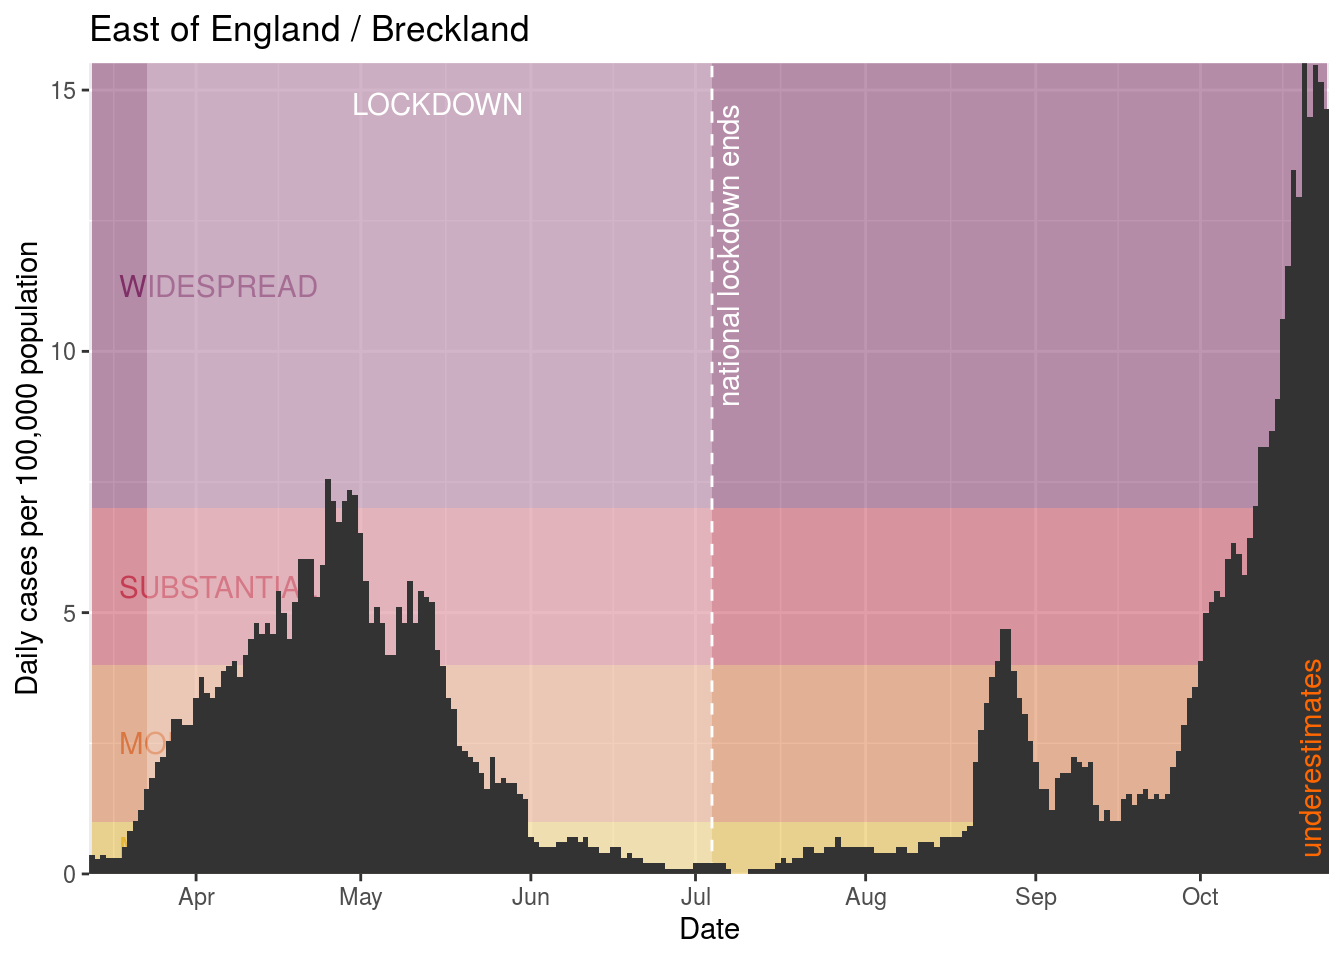 East of England / Breckland
Daily cases per 100,000 population
15
10
5
0
LOCKDOWN
national lockdown ends
WIDESPREAD
SUBSTANTIA
MO
underestimates
Apr
May
Jun
Jul
Aug
Sep
Oct
Date